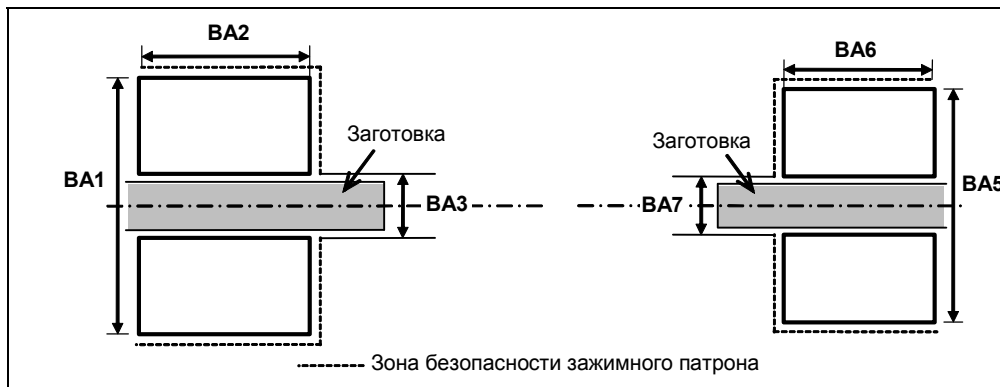 BA2
BA6
Заготовка
Заготовка
BA1
BA3
BA7
BA5
Зона безопасности зажимного патрона